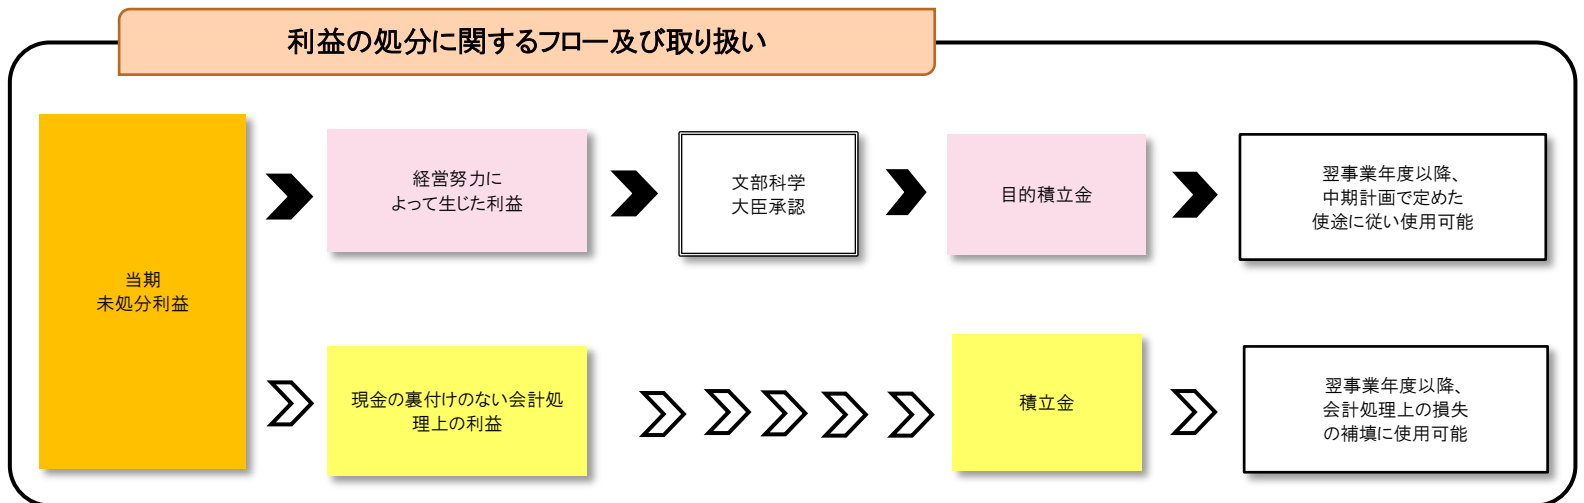 利益の処分に関するフロー及び取り扱い
当期
未処分利益
経営努力に
よって生じた利益
文部科学
大臣承認
目的積立金
翌事業年度以降、
中期計画で定めた
使途に従い使用可能
現金の裏付けのない会計処
理上の利益
積立金
翌事業年度以降、
会計処理上の損失
の補填に使用可能